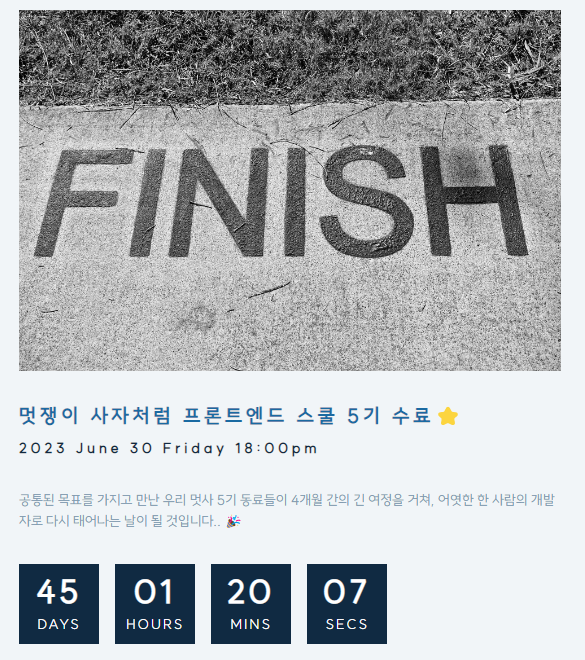 FINISH
멋쟁이 사자처럼 프론트엔드 스쿨 5기 수료⭐
2023 June 30 Friday 18:00pm
공통된 목표를 가지고 만난 우리 멋사 5기 동료들이 4개월 간의 긴 여정을 거쳐, 어엿한 한 사람의 개발
자로 다시 태어나는 날이 될 것입니다.. 🎉
45 01 20 07
DAYS HOURS MINS SECS